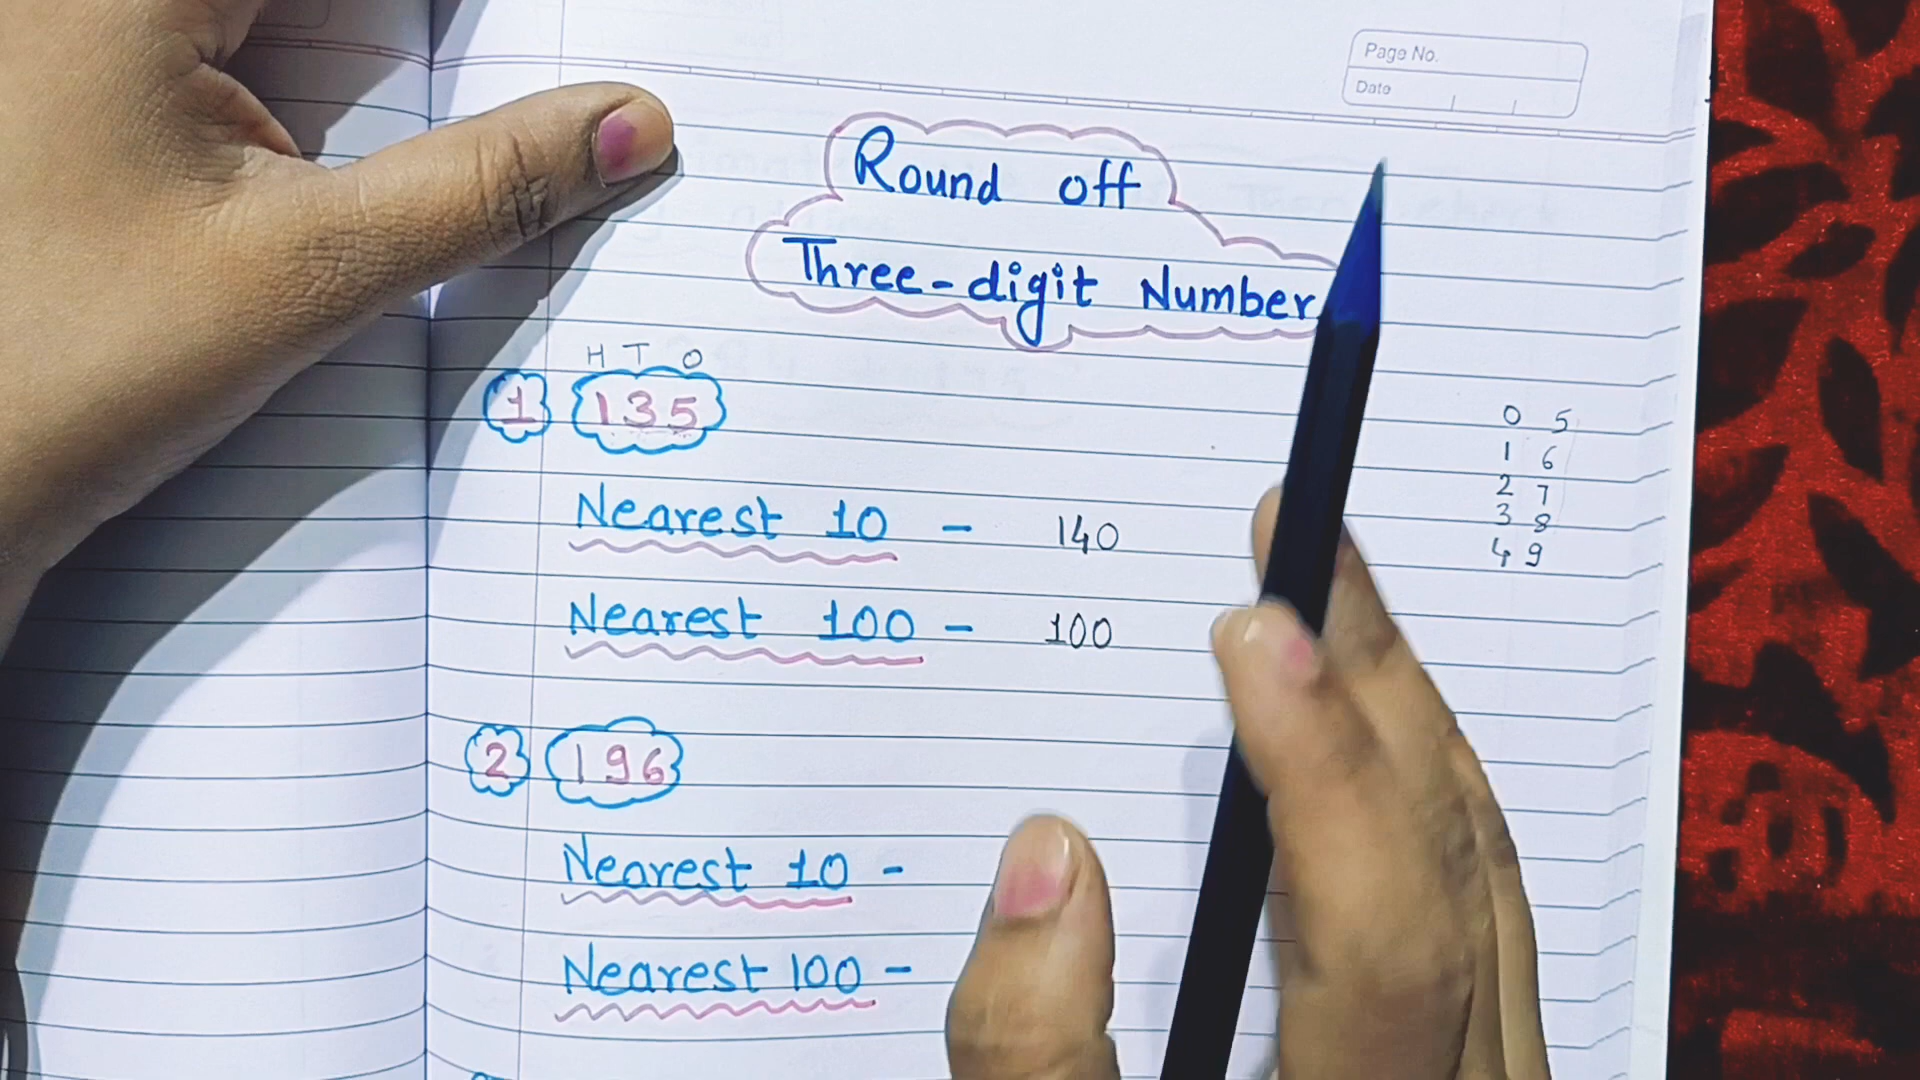 Page No.
Date
Round off
Three-digit Number
H T O
1 135
0 5
1 6
2 7
3 8
4 9
Nearest 10 - 140
Nearest 100 - 100
2 196
Nearest 10 -
Nearest 100 -